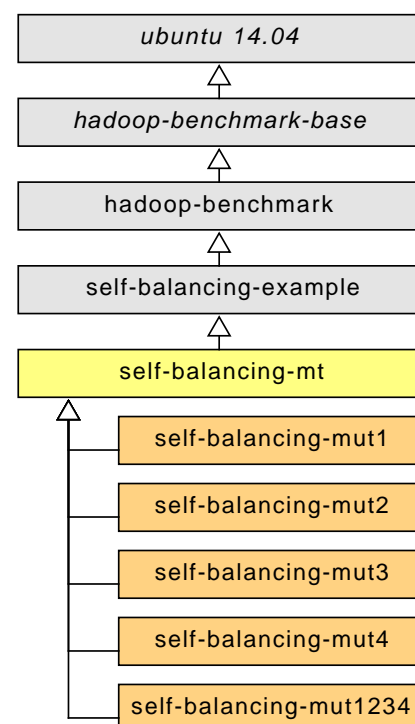 ubuntu 14.04
hadoop-benchmark-base
hadoop-benchmark
self-balancing-example
self-balancing-mt
self-balancing-mut1
self-balancing-mut2
self-balancing-mut3
self-balancing-mut4
self-balancing-mut1234